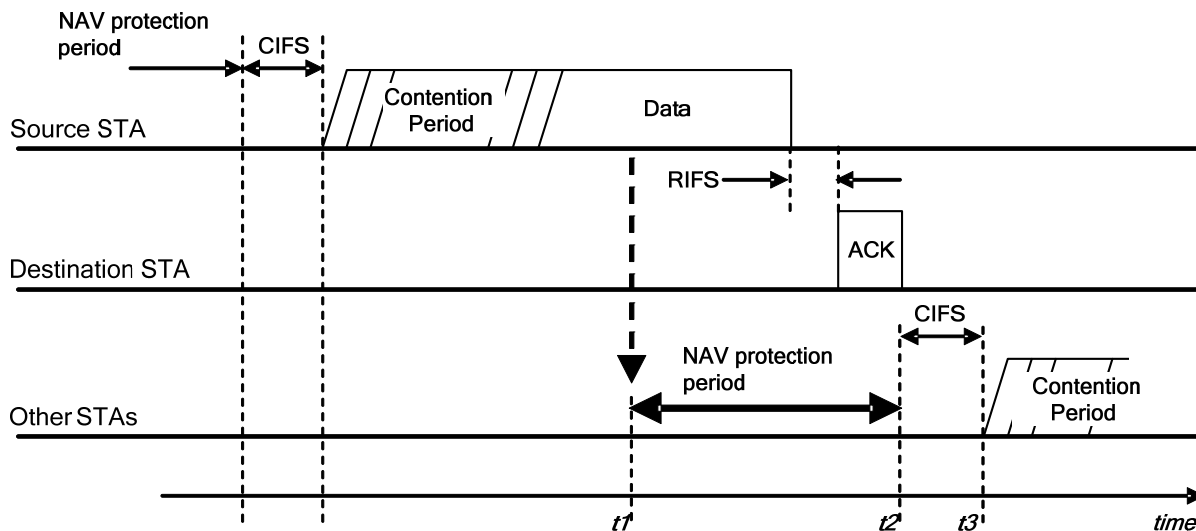 NAV protection
period
CIFS
Contention
Period
Data
Source STA
RIFS
ACK
Destination STA
CIFS
NAV protection
period
Contention
Period
Other STAs
t1
t2
t3
time